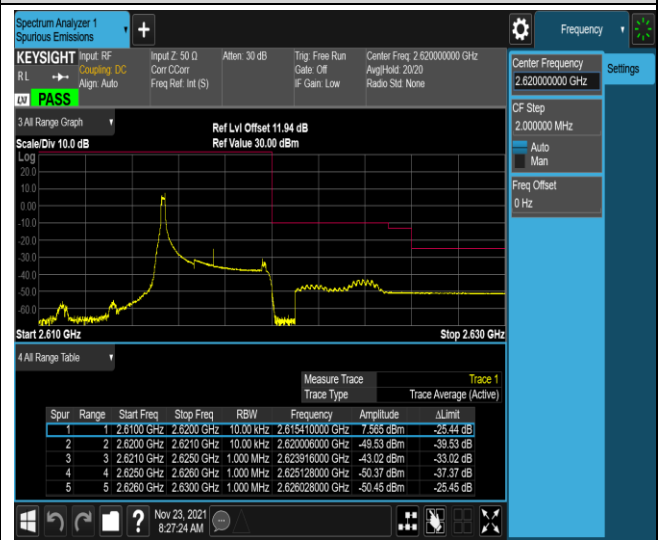 Spectrum Analyzer 1
Spurious Emissions
Frequency
KEYSIGHT
R L
Input: RF
Coupling: DC
Align: Auto
Input Z: 50 Ω
Corr CCorr
Freq Ref: Int (S)
Atten: 30 dB
Trig: Free Run
Gate: Off
IF Gain: Low
Center Freq: 2.620000000 GHz
Avg|Hold: 20/20
Radio Std: None
LXI PASS
Center Frequency
2.620000000 GHz
Settings
CF Step
2.000000 MHz
Auto
Man
Freq Offset
0 Hz
3 All Range Graph
Scale/Div 10.0 dB
Ref Lvl Offset 11.94 dB
Ref Value 30.00 dBm
Log
20.0
10.0
0.00
-10.0
-20.0
-30.0
-40.0
-50.0
-60.0
Start 2.610 GHz
Stop 2.630 GHz
4 All Range Table
Measure Trace Trace 1
Trace Type Trace Average (Active)
Spur Range Start Freq Stop Freq RBW Frequency Amplitude ΔLimit
1 1 2.6100 GHz 2.6200 GHz 10.00 kHz 2.615410000 GHz 7.565 dBm -25.44 dB
2 2 2.6200 GHz 2.6210 GHz 10.00 kHz 2.620006000 GHz -49.53 dBm -39.53 dB
3 3 2.6210 GHz 2.6250 GHz 1.000 MHz 2.623916000 GHz -43.02 dBm -33.02 dB
4 4 2.6250 GHz 2.6260 GHz 1.000 MHz 2.625128000 GHz -50.37 dBm -37.37 dB
5 5 2.6260 GHz 2.6300 GHz 1.000 MHz 2.626028000 GHz -50.45 dBm -25.45 dB
Nov 23, 2021
8:27:24 AM